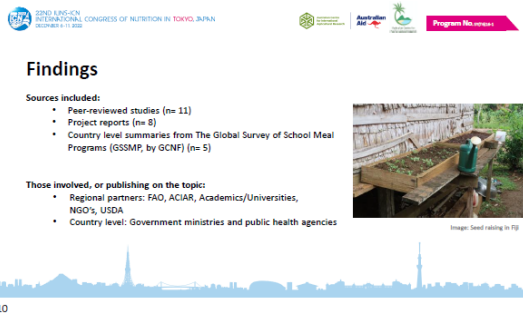 22ND IUNS-ICN
INTERNATIONAL CONGRESS OF NUTRITION IN TOKYO, JAPAN
DECEMBER 6-11, 2022
Australian
Aid
Program No.
Findings
Sources included:
• Peer-reviewed studies (n= 11)
• Project reports (n= 8)
• Country level summaries from The Global Survey of School Meal
Programs (GSSMP, by GCNF) (n= 5)
Those involved, or publishing on the topic:
• Regional partners: FAO, ACIAR, Academics/Universities,
NGO's, USDA
• Country level: Government ministries and public health agencies
Image: Seed raising in Fiji
10